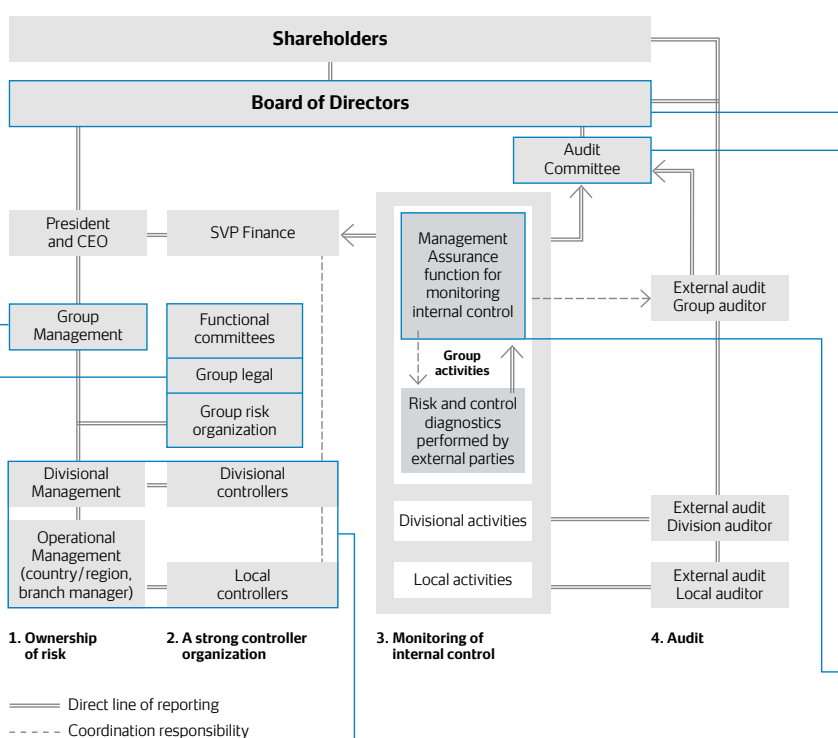 Shareholders
Board of Directors
Audit
Committee
President
and CEO
SVP Finance
Management
Assurance
function for
monitoring
internal control
External audit
Group auditor
Group
Management
Functional
committees
Group legal
Group risk
organization
Group
activities
Risk and control
diagnostics
performed by
external parties
Divisional
Management
Divisional
controllers
Divisional activities
External audit
Division auditor
Operational
Management
(country/region,
branch manager)
Local
controllers
Local activities
External audit
Local auditor
1. Ownership
of risk
2. A strong controller
organization
3. Monitoring of
internal control
4. Audit
Direct line of reporting
Coordination responsibility